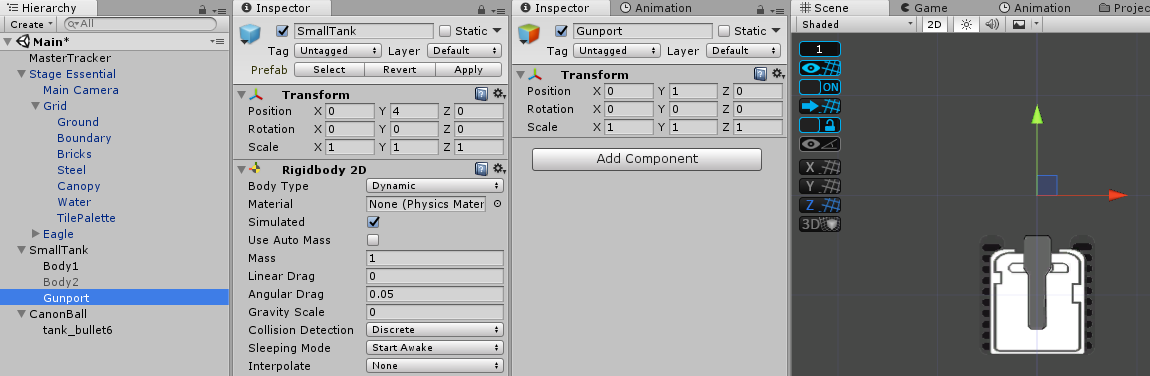 Hierarchy
Create
All
Main*
MasterTracker
Stage Essential
Main Camera
Grid
Ground
Boundary
Bricks
Steel
Canopy
Water
TilePalette
Eagle
SmallTank
Body1
Body2
Gunport
CanonBall
tank_bullet6
Inspector
SmallTank Static
Tag Untagged Layer Default
Prefab Select Revert Apply
Transform
Position X 0 Y 4 Z 0
Rotation X 0 Y 0 Z 0
Scale X 1 Y 1 Z 1
Rigidbody 2D
Body Type Dynamic
Material None (Physics Mater
Simulated
Use Auto Mass
Mass 1
Linear Drag 0
Angular Drag 0.05
Gravity Scale 0
Collision Detection Discrete
Sleeping Mode Start Awake
Interpolate None
Inspector Animation
Gunport Static
Tag Untagged Layer Default
Transform
Position X 0 Y 1 Z 0
Rotation X 0 Y 0 Z 0
Scale X 1 Y 1 Z 1
Add Component
Scene Game Animation Projec
Shaded 2D
1
ON
X
Y
Z
3D